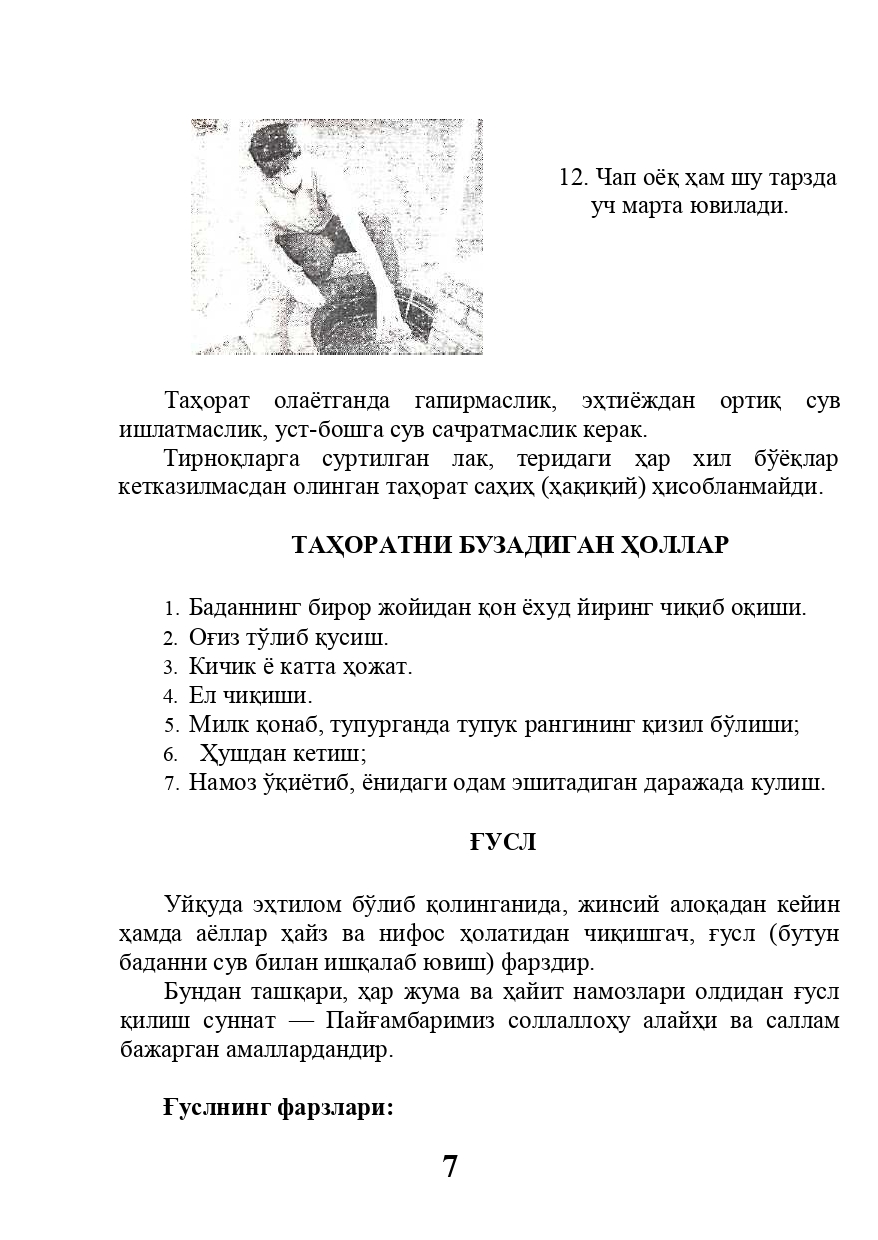 12. Чап оёқ ҳам шу тарзда
уч марта ювилади.
Таҳорат олаётганда гапирмаслик, эҳтиёждан ортиқ сув
ишлатмаслик, уст-бошга сув сачратмаслик керак.
Тирноқларга суртилган лак, теридаги ҳар хил бўёқлар
кетказилмасдан олинган таҳорат саҳиҳ (ҳақиқий) ҳисобланмайди.
ТАҲОРАТНИ БУЗАДИГАН ҲОЛЛАР
1. Баданнинг бирор жойидан қон ёхуд йиринг чиқиб оқиши.
2. Оғиз тўлиб қусиш.
3. Кичик ё катта ҳожат.
4. Ел чиқиши.
5. Милк қонаб, тупурганда тупук рангининг қизил бўлиши;
6. Ҳушдан кетиш;
7. Намоз ўқиётиб, ёнидаги одам эшитадиган даражада кулиш.
ҒУСЛ
Уйқуда эҳтилом бўлиб қолинганида, жинсий алоқадан кейин
ҳамда аёллар ҳайз ва нифос ҳолатидан чиқишгач, ғусл (бутун
баданни сув билан ишқалаб ювиш) фарздир.
Бундан ташқари, ҳар жума ва ҳайит намозлари олдидан ғусл
қилиш суннат — Пайғамбаримиз соллаллоҳу алайҳи ва саллам
бажарган амаллардандир.
Ғуслнинг фарзлари:
7